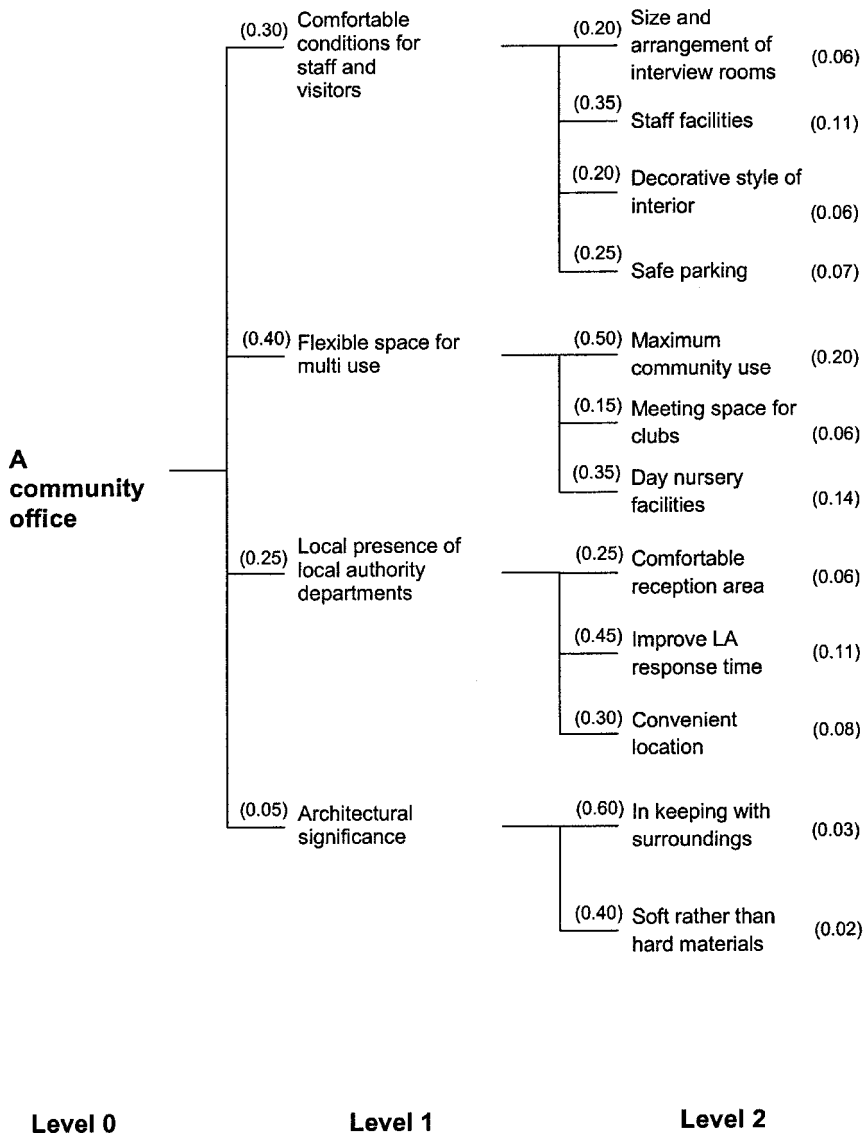 (0.30) Comfortable
conditions for
staff and
visitors
(0.20) Size and
arrangement of
interview rooms (0.06)
(0.35) Staff facilities (0.11)
(0.20) Decorative style of
interior (0.06)
(0.25) Safe parking (0.07)
(0.40) Flexible space for
multi use
(0.50) Maximum
community use (0.20)
(0.15) Meeting space for
clubs (0.06)
(0.35) Day nursery
facilities (0.14)
A
community
office
(0.25) Local presence of
local authority
departments
(0.25) Comfortable
reception area (0.06)
(0.45) Improve LA
response time (0.11)
(0.30) Convenient
location (0.08)
(0.05) Architectural
significance
(0.60) In keeping with
surroundings (0.03)
(0.40) Soft rather than
hard materials (0.02)
Level 0 Level 1 Level 2